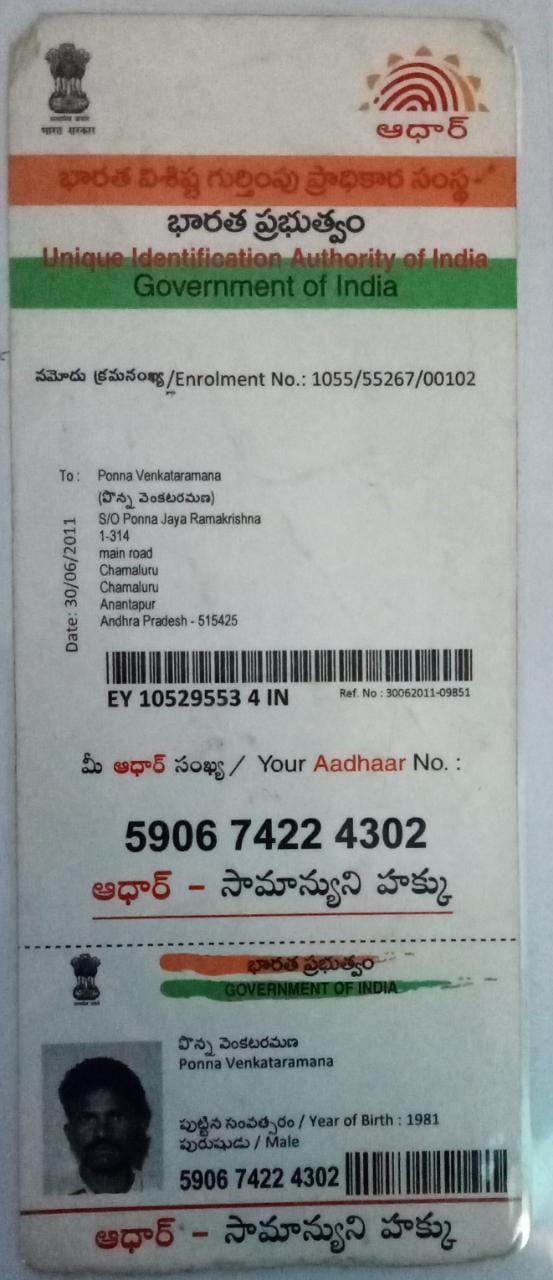 भारत सरकार
ఆధార్
భారత విశిష్ట గుర్తింపు ప్రాధికార సంస్థ
భారత ప్రభుత్వం
Unique Identification Authority of India
Government of India
నమోదు క్రమసంఖ్య/Enrolment No.: 1055/55267/00102
To : Ponna Venkataramana
(పొన్న వెంకటరమణ)
S/O Ponna Jaya Ramakrishna
1-314
main road
Chamaluru
Chamaluru
Anantapur
Andhra Pradesh - 515425
Date: 30/06/2011
EY 10529553 4 IN
Ref. No : 30062011-09851
మీ ఆధార్ సంఖ్య / Your Aadhaar No. :
5906 7422 4302
ఆధార్ – సామాన్యుని హక్కు
భారత ప్రభుత్వం
GOVERNMENT OF INDIA
పొన్న వెంకటరమణ
Ponna Venkataramana
పుట్టిన సంవత్సరం / Year of Birth : 1981
పురుషుడు / Male
5906 7422 4302
ఆధార్ – సామాన్యుని హక్కు